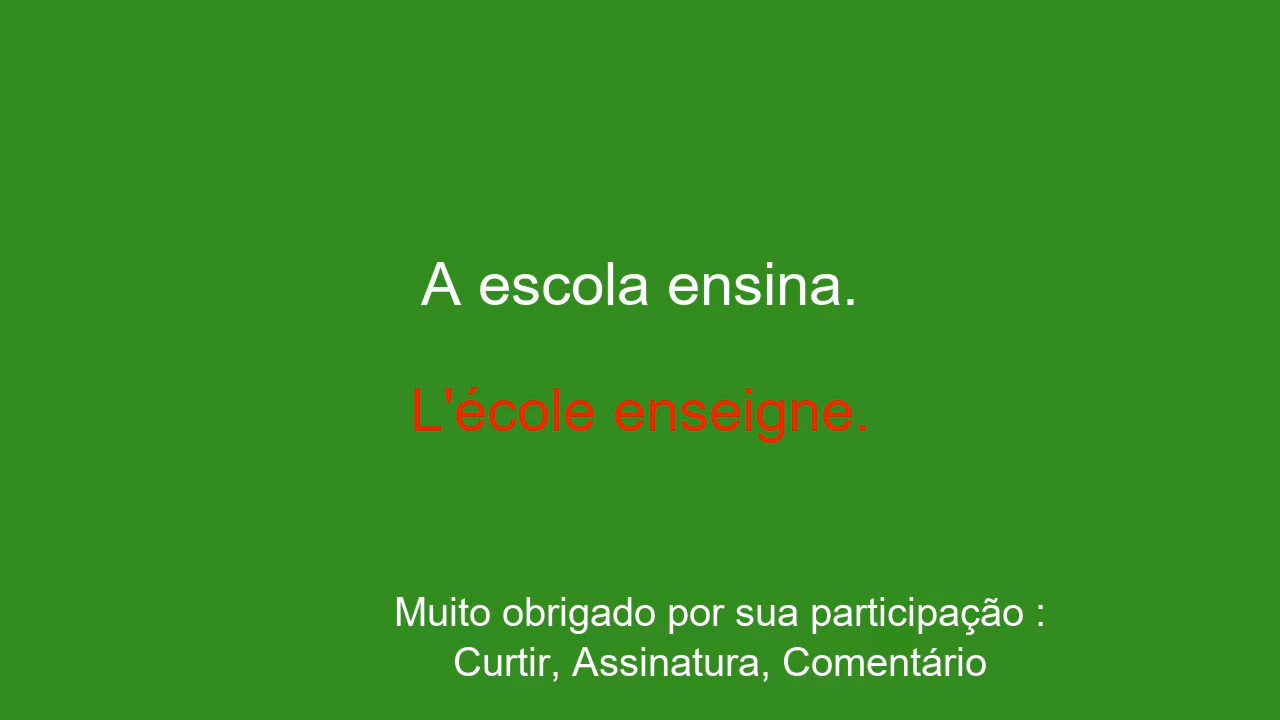 A escola ensina.
L'école enseigne.
Muito obrigado por sua participação :
Curtir, Assinatura, Comentário